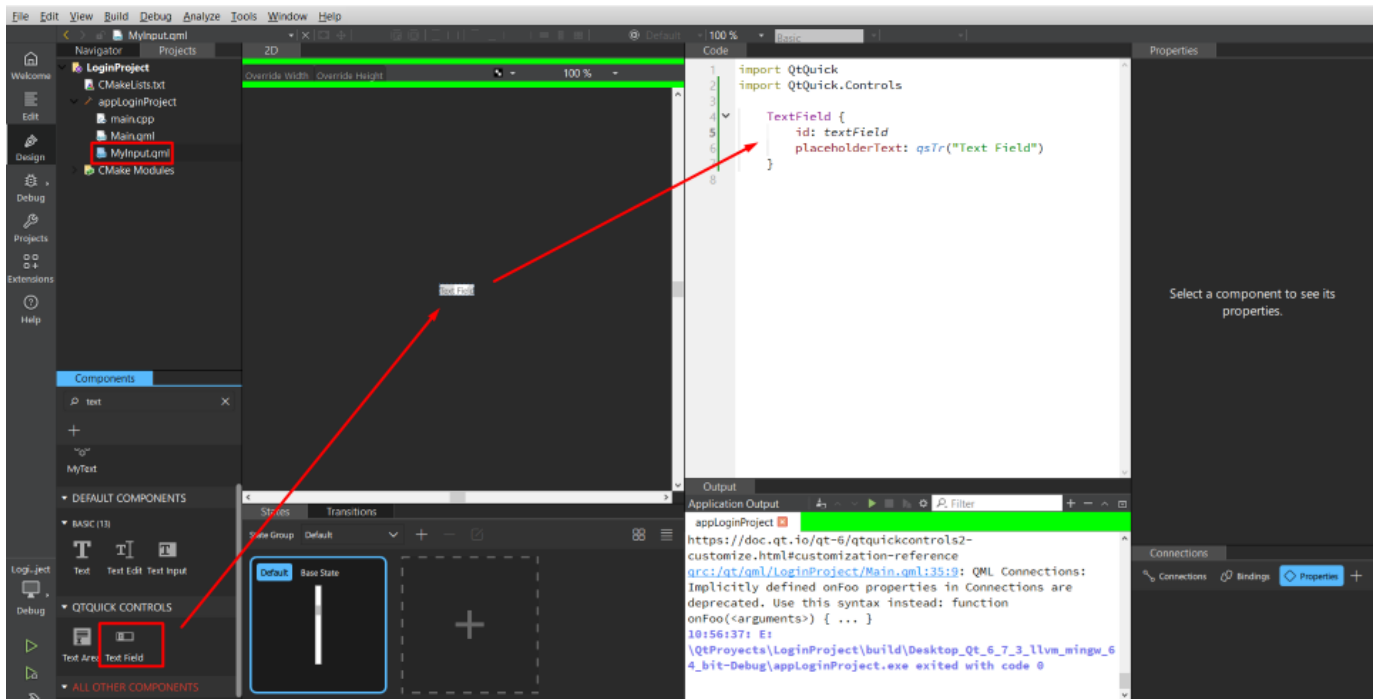 File Edit View Build Debug Analyze Tools Window Help
MyInput.qml
Default
100 %
Basic
Navigator Projects
2D
Code
Properties
Welcome
Edit
Design
Debug
Projects
Extensions
Help
LoginProject
CMakeLists.txt
appLoginProject
main.cpp
Main.qml
MyInput.qml
CMake Modules
Override Width Override Height
100 %
1 import QtQuick
2 import QtQuick.Controls
3
4 TextField {
5 id: textField
6 placeholderText: qsTr("Text Field")
7 }
8
Text Field
Select a component to see its
properties.
Components
text
MyText
DEFAULT COMPONENTS
BASIC (13)
Text Text Edit Text Input
QTQUICK CONTROLS
Text Area Text Field
ALL OTHER COMPONENTS
Logi...ject
Debug
States Transitions
State Group Default
Default Base State
Output
Application Output
Filter
appLoginProject
https://doc.qt.io/qt-6/qtquickcontrols2-
customize.html#customization-reference
qrc:/qt/qml/LoginProject/Main.qml:35:9: QML Connections:
Implicitly defined onFoo properties in Connections are
deprecated. Use this syntax instead: function
onFoo(<arguments>) { ... }
10:56:37: E:
\QtProyects\LoginProject\build\Desktop_Qt_6_7_3_llvm_mingw_6
4_bit-Debug\appLoginProject.exe exited with code 0
Connections
Connections Bindings Properties